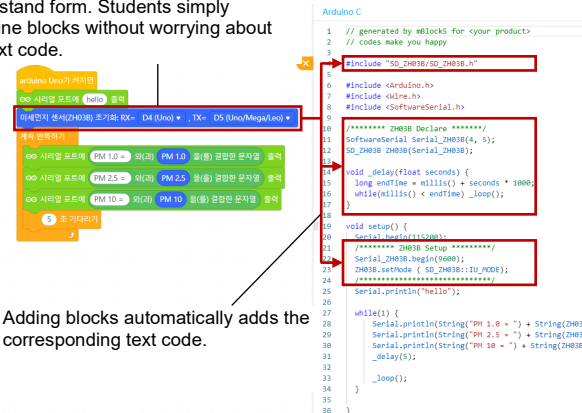 stand form. Students simply
ine blocks without worrying about
xt code.
arduino Uno가 켜지면
시리얼 포트에 hello 출력
미세먼지 센서(ZH03B) 초기화: RX= D4 (Uno) ▾ , TX= D5 (Uno/Mega/Leo) ▾
계속 반복하기
시리얼 포트에 PM 1.0 = 와(과) PM 1.0 을(를) 결합한 문자열 출력
시리얼 포트에 PM 2.5 = 와(과) PM 2.5 을(를) 결합한 문자열 출력
시리얼 포트에 PM 10 = 와(과) PM 10 을(를) 결합한 문자열 출력
5 초 기다리기
Adding blocks automatically adds the
corresponding text code.
Arduino C
1 // generated by mBlock5 for <your product>
2 // codes make you happy
3
4 #include "SD_ZH03B/SD_ZH03B.h"
5
6 #include <Arduino.h>
7 #include <Wire.h>
8 #include <SoftwareSerial.h>
9
10 /******** ZH03B Declare *******/
11 SoftwareSerial Serial_ZH03B(4, 5);
12 SD_ZH03B ZH03B(Serial_ZH03B);
13
14 void _delay(float seconds) {
15 long endTime = millis() + seconds * 1000;
16 while(millis() < endTime) _loop();
17 }
18
19 void setup() {
20 Serial.begin(115200);
21 /******** ZH03B Setup *********/
22 Serial_ZH03B.begin(9600);
23 ZH03B.setMode ( SD_ZH03B::IU_MODE);
24 /*****************************/
25 Serial.println("hello");
26
27 while(1) {
28 Serial.println(String("PM 1.0 = ") + String(ZH03
29 Serial.println(String("PM 2.5 = ") + String(ZH03
30 Serial.println(String("PM 10 = ") + String(ZH03B
31 _delay(5);
32
33 _loop();
34 }
35
36 }